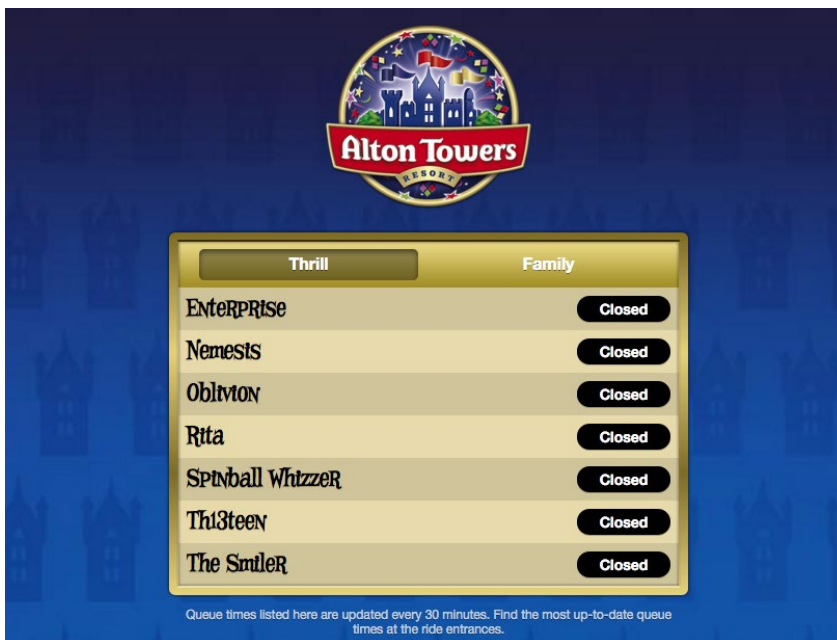 Alton Towers
RESORT
Thrill Family
Enterprise Closed
Nemesis Closed
Oblivion Closed
Rita Closed
Spinball Whizzer Closed
Th13teen Closed
The Smiler Closed
Queue times listed here are updated every 30 minutes. Find the most up-to-date queue
times at the ride entrances.